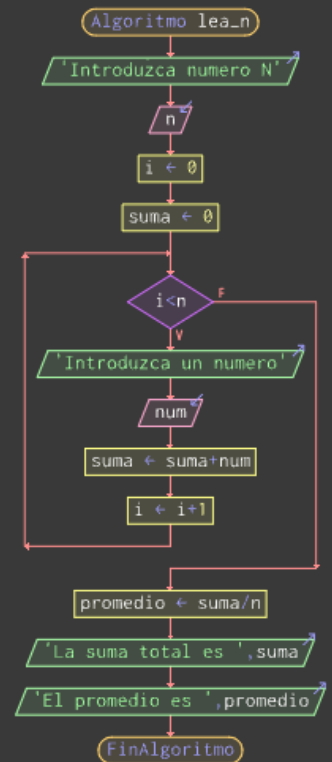 Algoritmo lea_n
'Introduzca numero N'
n
i ← 0
suma ← 0
i<n
F
V
'Introduzca un numero'
num
suma ← suma+num
i ← i+1
promedio ← suma/n
'La suma total es ',suma
'El promedio es ',promedio
FinAlgoritmo